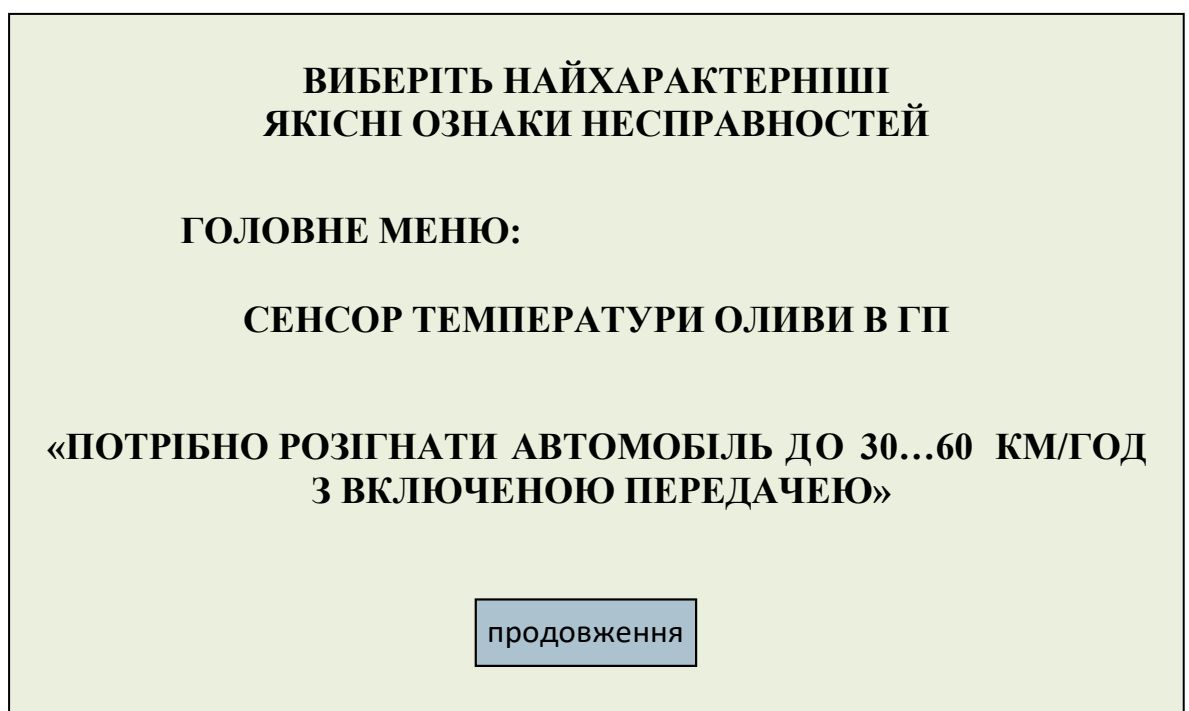 ВИБЕРІТЬ НАЙХАРАКТЕРНІШІ
ЯКІСНІ ОЗНАКИ НЕСПРАВНОСТЕЙ
ГОЛОВНЕ МЕНЮ:
СЕНСОР ТЕМПЕРАТУРИ ОЛИВИ В ГП
«ПОТРІБНО РОЗІГНАТИ АВТОМОБІЛЬ ДО 30…60 КМ/ГОД
З ВКЛЮЧЕНОЮ ПЕРЕДАЧЕЮ»
продовження